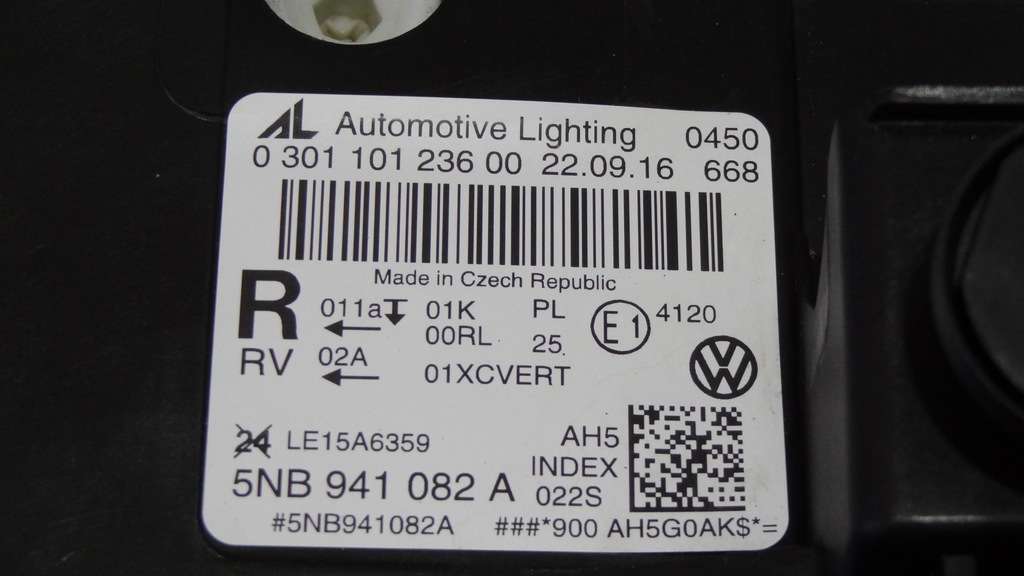 AL Automotive Lighting 0450
0 301 101 236 00 22.09.16 668
Made in Czech Republic
R 011a 01K PL E1 4120
00RL 25.
RV 02A 01XCVERT VW
24 LE15A6359 AH5
INDEX
5NB 941 082 A 022S
#5NB941082A ###*900 AH5G0AK$*=